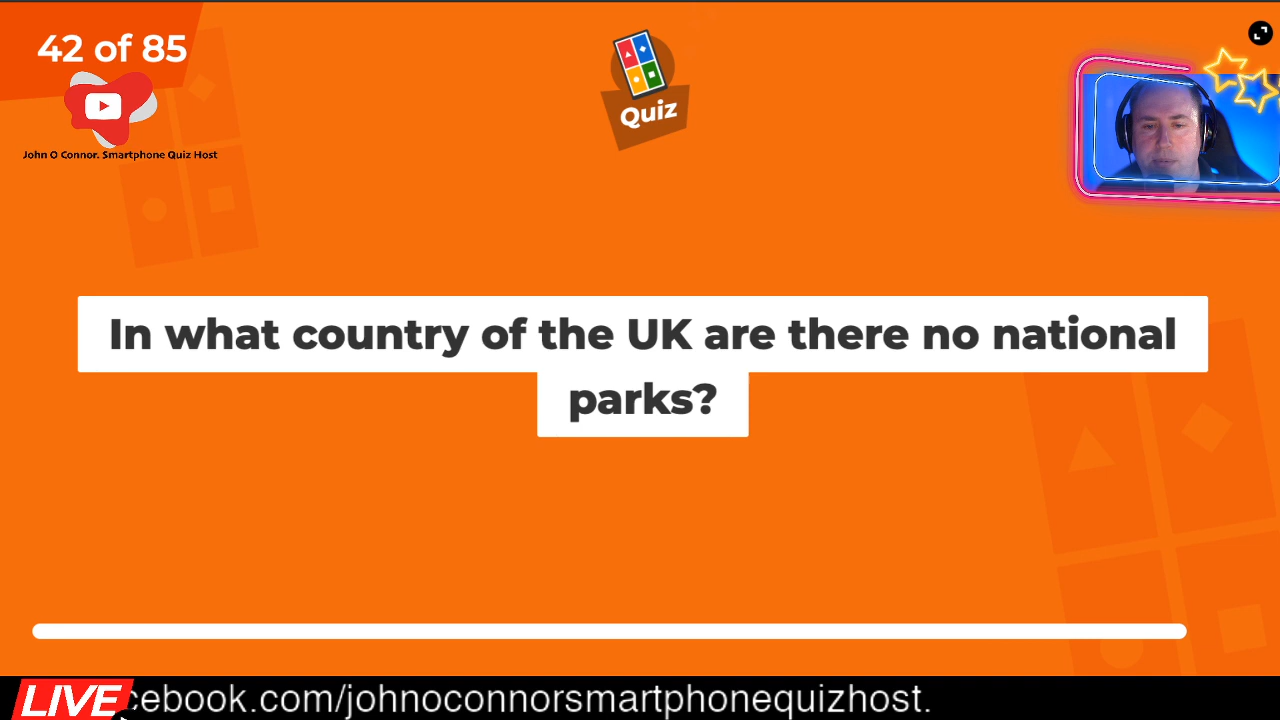 42 of 85
John O Connor. Smartphone Quiz Host
Quiz
In what country of the UK are there no national
parks?
LIVE
cebook.com/johnoconnorsmartphonequizhost.